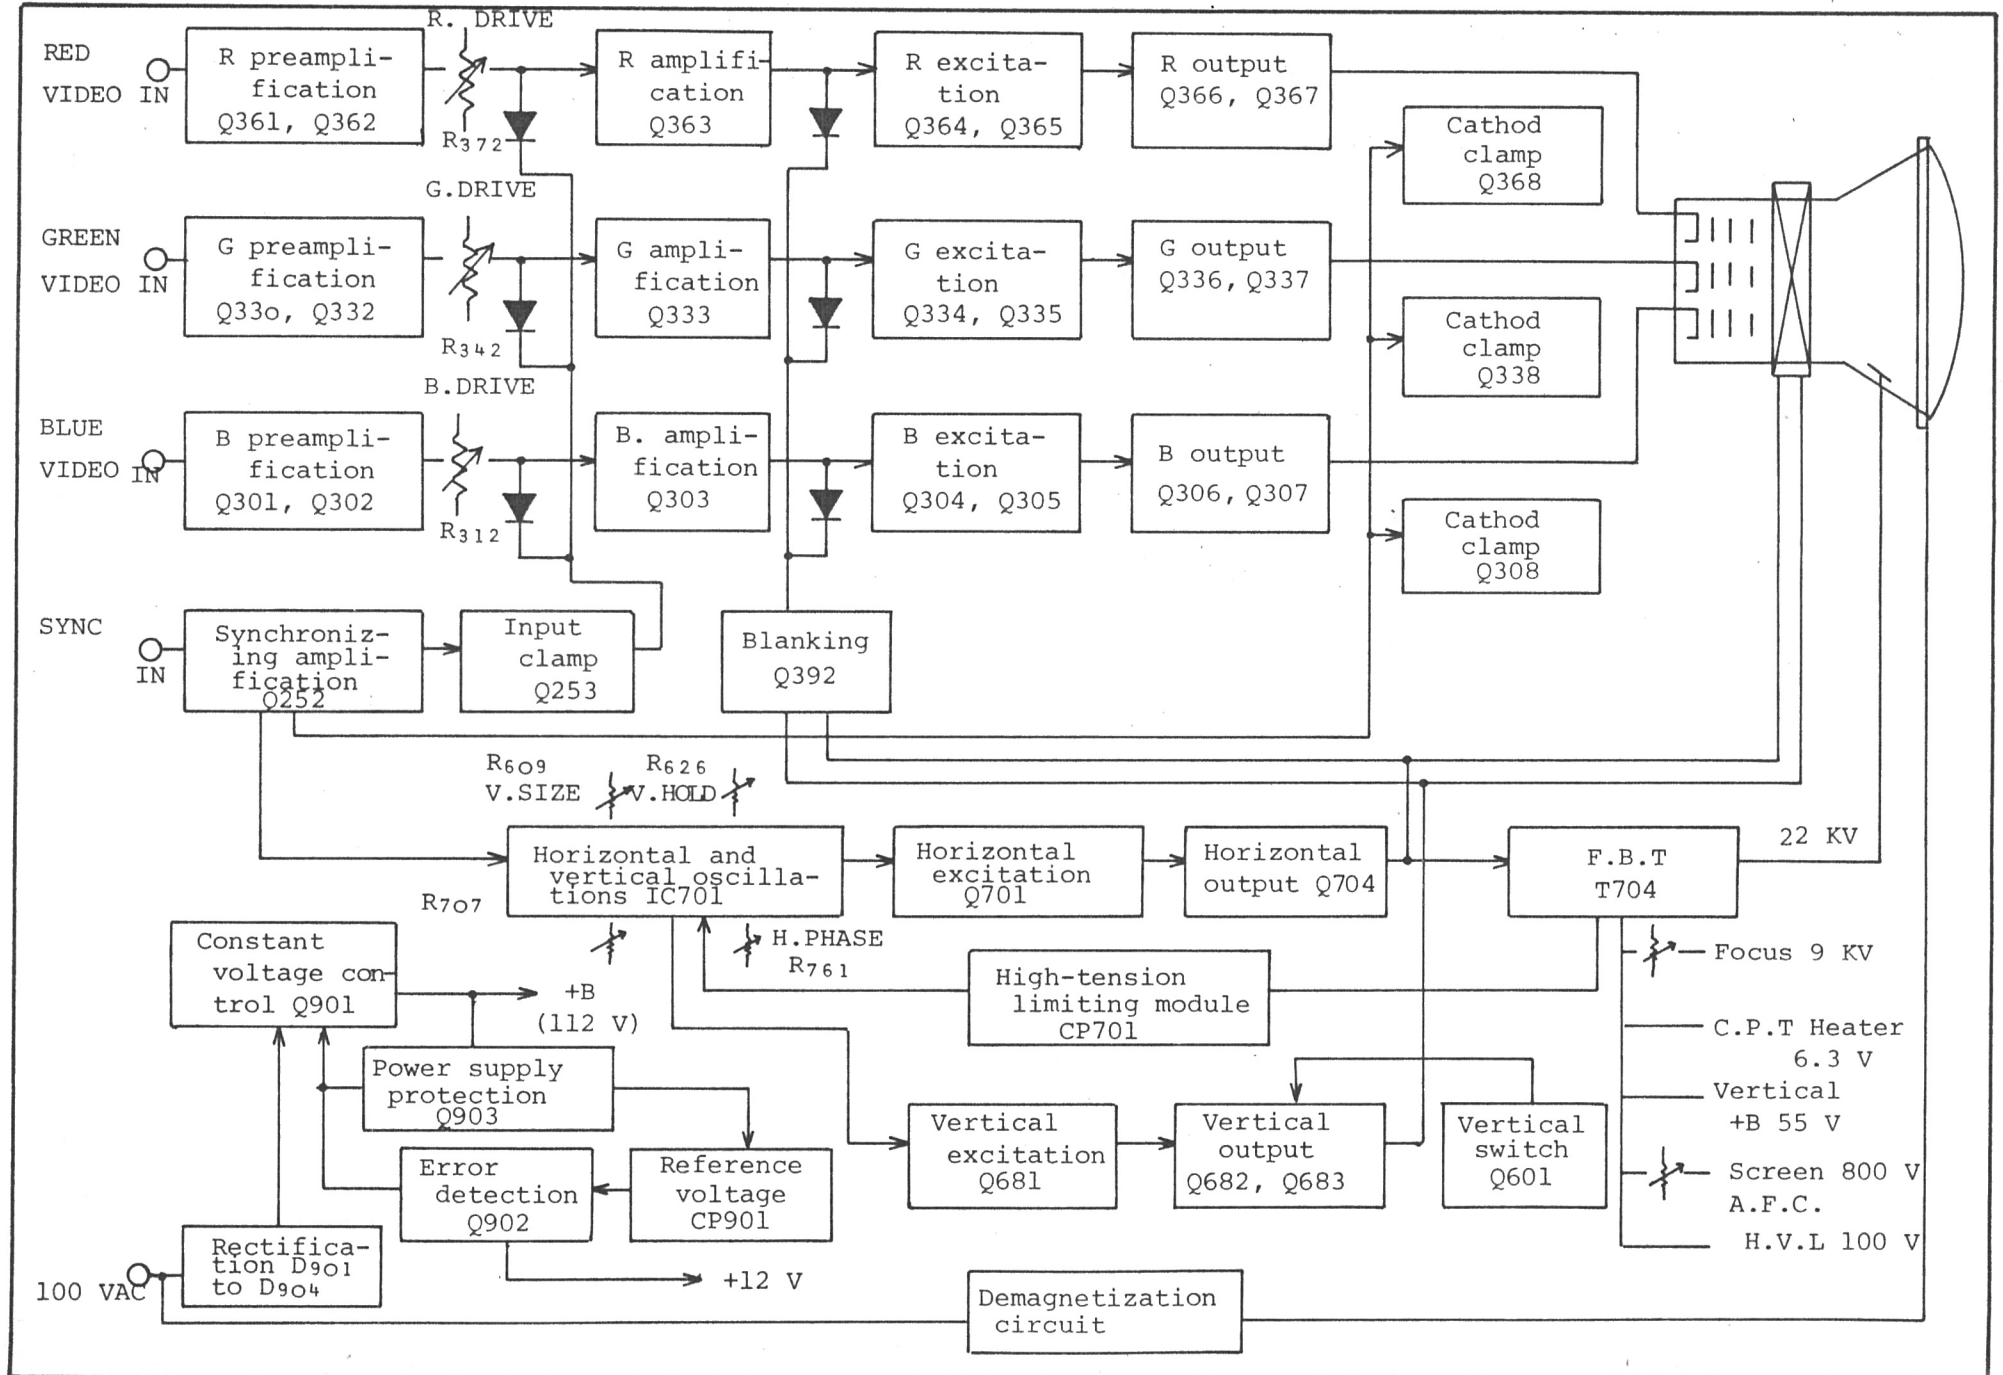 R. DRIVE
RED
VIDEO IN
R preampli-
fication
Q361, Q362
R372
R amplifi-
cation
Q363
R excita-
tion
Q364, Q365
R output
Q366, Q367
Cathod
clamp
Q368
G.DRIVE
GREEN
VIDEO IN
G preampli-
fication
Q330, Q332
R342
G ampli-
fication
Q333
G excita-
tion
Q334, Q335
G output
Q336, Q337
Cathod
clamp
Q338
B.DRIVE
BLUE
VIDEO IN
B preampli-
fication
Q301, Q302
R312
B. ampli-
fication
Q303
B excita-
tion
Q304, Q305
B output
Q306, Q307
Cathod
clamp
Q308
SYNC
IN
Synchroniz-
ing ampli-
fication
Q252
Input
clamp
Q253
Blanking
Q392
R609
V.SIZE
R626
V.HOLD
Horizontal and
vertical oscilla-
tions IC701
Horizontal
excitation
Q701
Horizontal
output Q704
F.B.T
T704
22 KV
R707
H.PHASE
R761
Constant
voltage con-
trol Q901
+B
(112 V)
High-tension
limiting module
CP701
Focus 9 KV
C.P.T Heater
6.3 V
Vertical
+B 55 V
Screen 800 V
A.F.C.
H.V.L 100 V
Power supply
protection
Q903
Vertical
excitation
Q681
Vertical
output
Q682, Q683
Vertical
switch
Q601
Error
detection
Q902
Reference
voltage
CP901
Rectifica-
tion D901
to D904
100 VAC
+12 V
Demagnetization
circuit